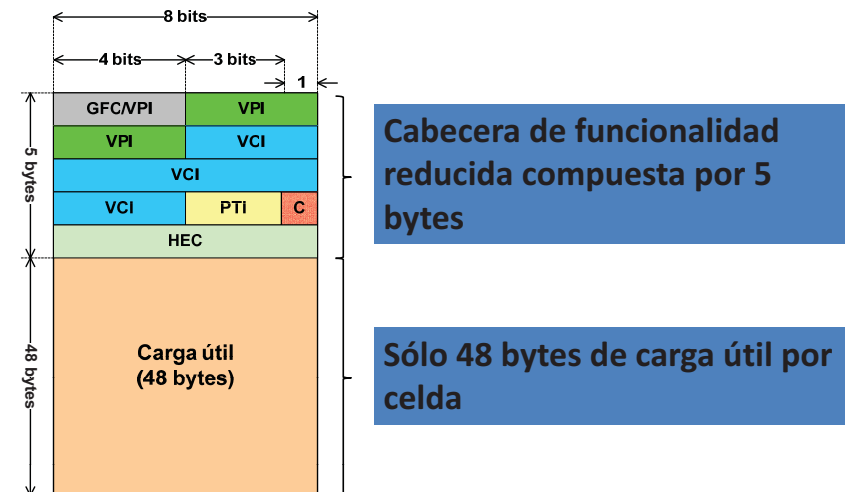 8 bits
4 bits
3 bits
1
GFC/VPI
VPI
VPI
VCI
VCI
VCI
PTI
C
HEC
5 bytes
Carga útil
(48 bytes)
48 bytes
Cabecera de funcionalidad
reducida compuesta por 5
bytes
Sólo 48 bytes de carga útil por
celda